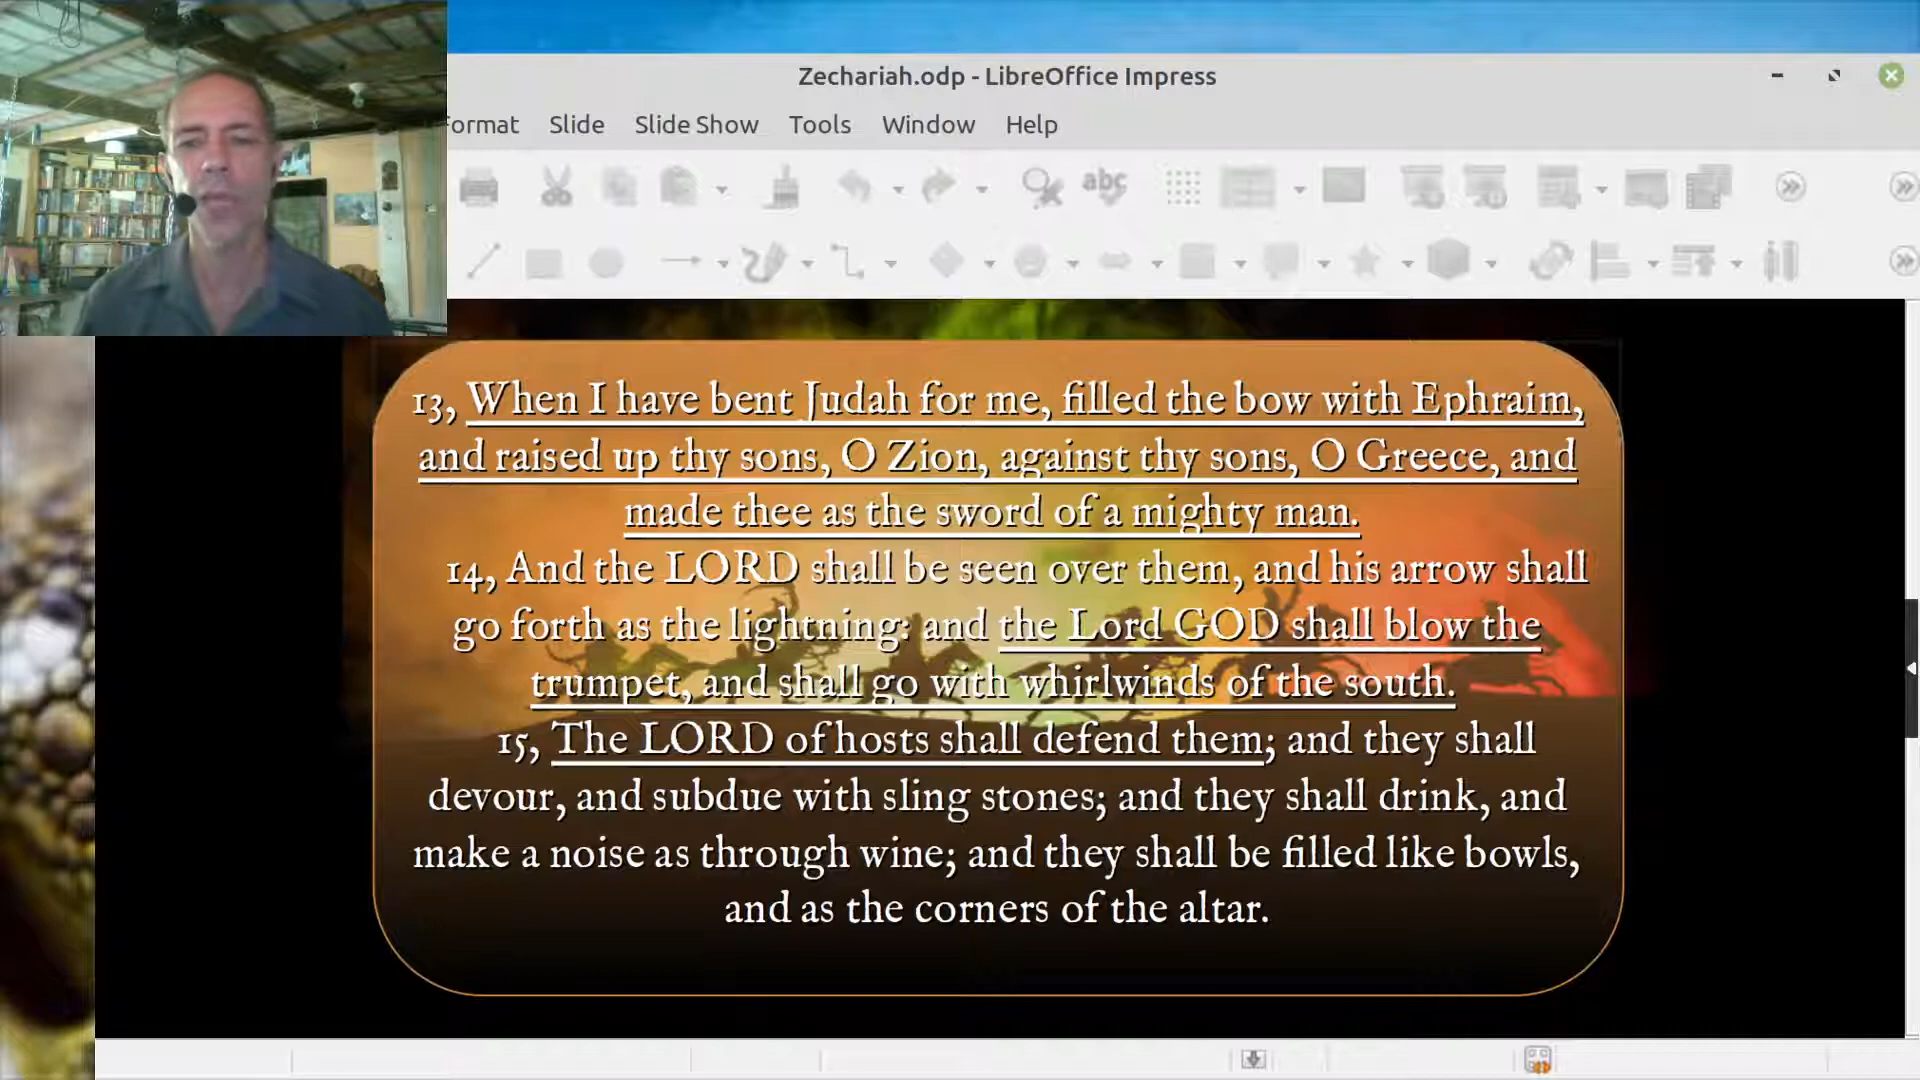 Zechariah.odp - LibreOffice Impress
Format Slide Slide Show Tools Window Help
abc
13, When I have bent Judah for me, filled the bow with Ephraim,
and raised up thy sons, O Zion, against thy sons, O Greece, and
made thee as the sword of a mighty man.
14, And the LORD shall be seen over them, and his arrow shall
go forth as the lightning: and the Lord GOD shall blow the
trumpet, and shall go with whirlwinds of the south.
15, The LORD of hosts shall defend them; and they shall
devour, and subdue with sling stones; and they shall drink, and
make a noise as through wine; and they shall be filled like bowls,
and as the corners of the altar.